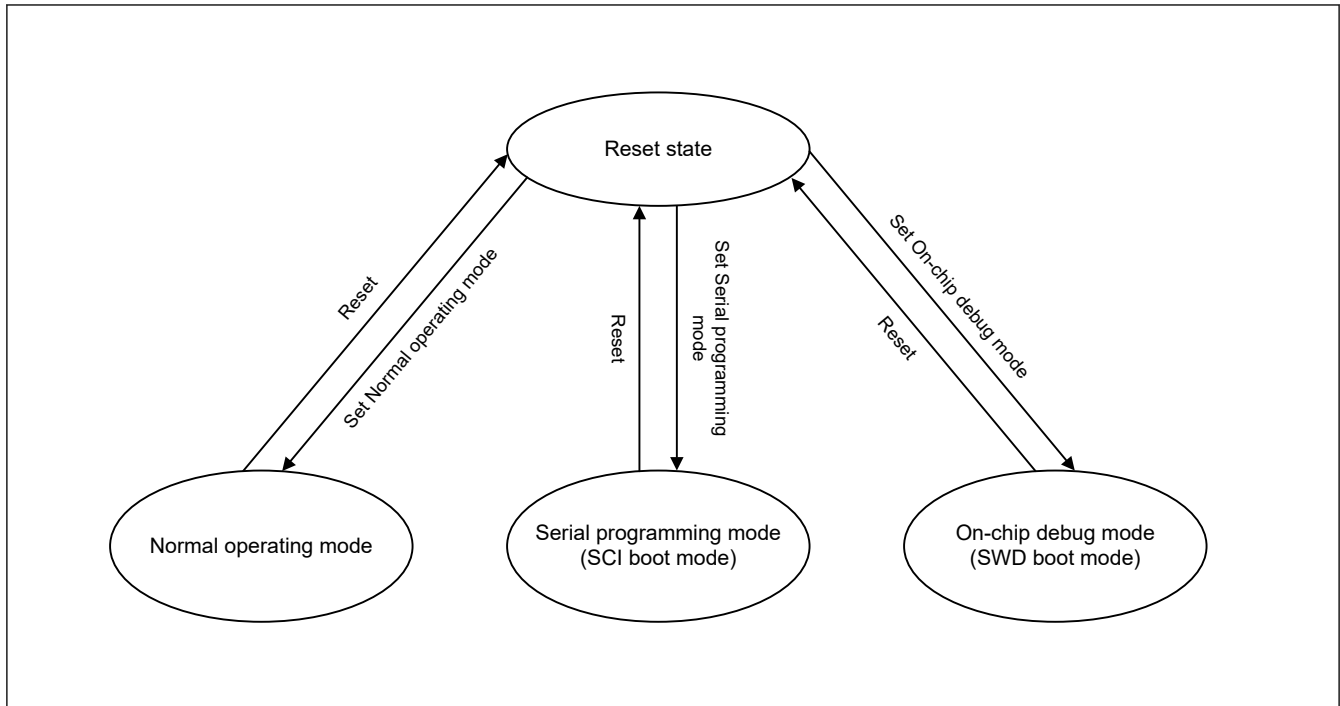 Reset state
Reset
Set Normal operating mode
Reset
Set Serial programming
mode
Set On-chip debug mode
Reset
Normal operating mode
Serial programming mode
(SCI boot mode)
On-chip debug mode
(SWD boot mode)